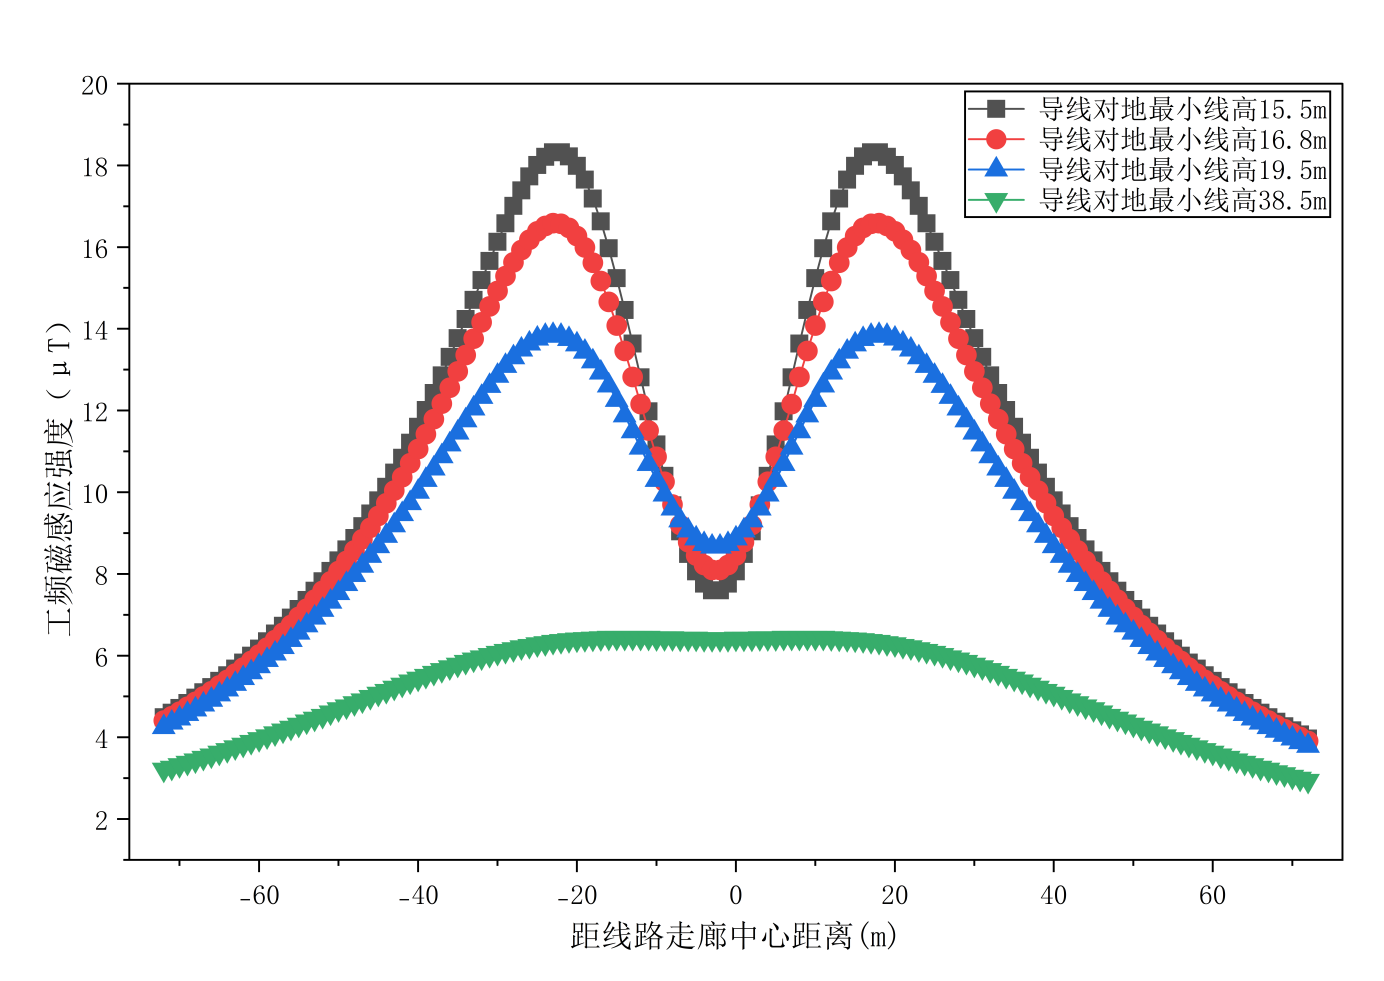 20
18
16
14
12
10
8
6
4
2
工频磁感应强度（μT）
导线对地最小线高15.5m
导线对地最小线高16.8m
导线对地最小线高19.5m
导线对地最小线高38.5m
-60 -40 -20 0 20 40 60
距线路走廊中心距离(m)